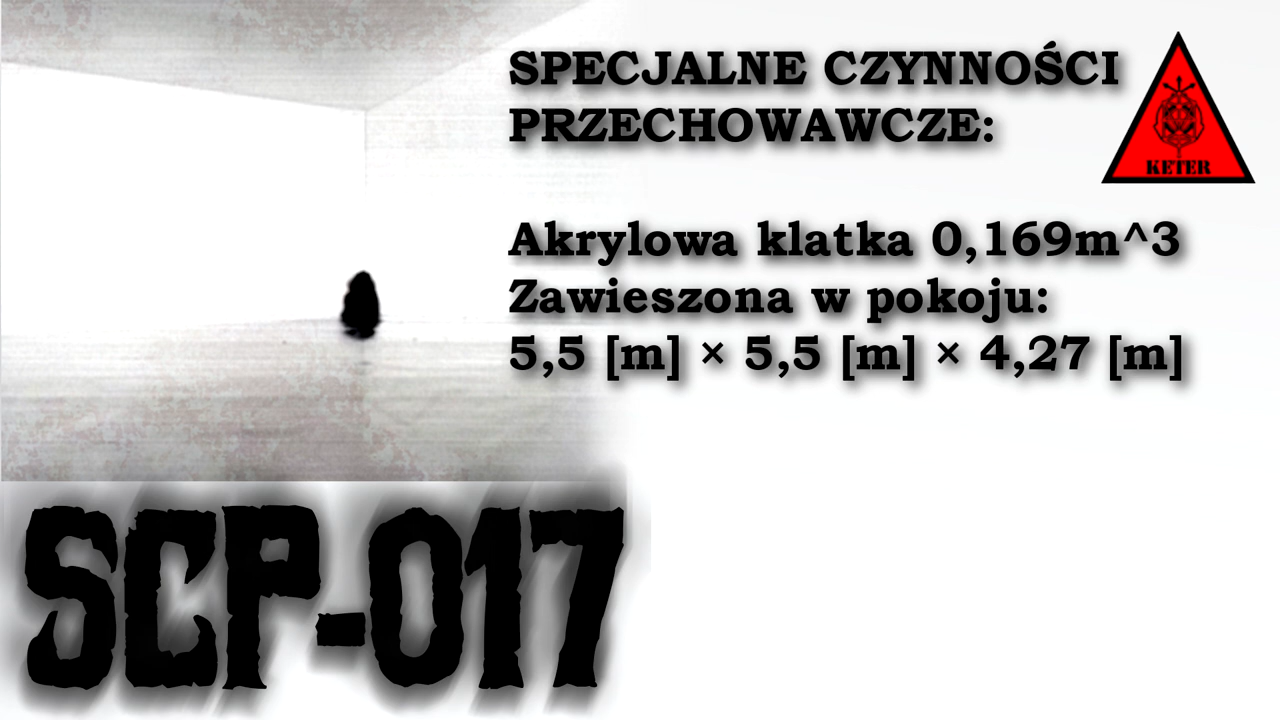 SPECJALNE CZYNNOŚCI
PRZECHOWAWCZE:
KETER
Akrylowa klatka 0,169m^3
Zawieszona w pokoju:
5,5 [m] × 5,5 [m] × 4,27 [m]
SCP-017